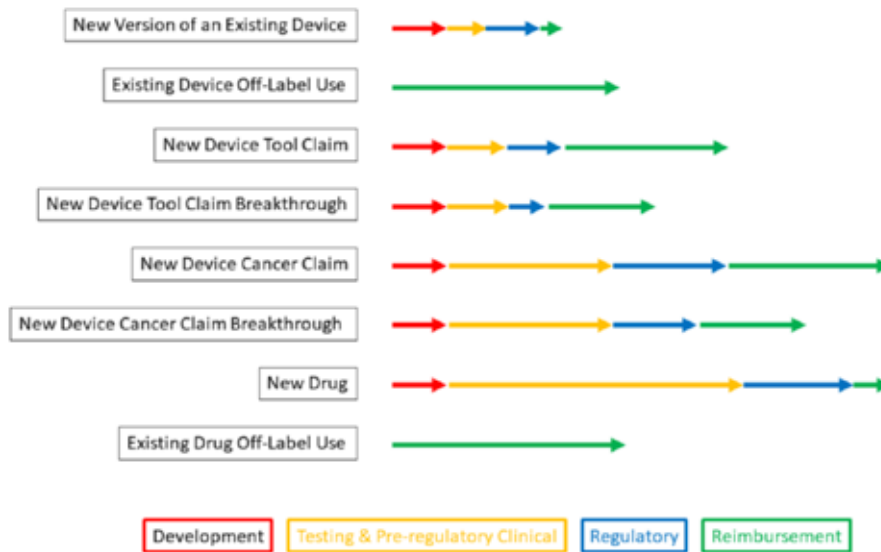 New Version of an Existing Device
Existing Device Off-Label Use
New Device Tool Claim
New Device Tool Claim Breakthrough
New Device Cancer Claim
New Device Cancer Claim Breakthrough
New Drug
Existing Drug Off-Label Use
Development
Testing & Pre-regulatory Clinical
Regulatory
Reimbursement